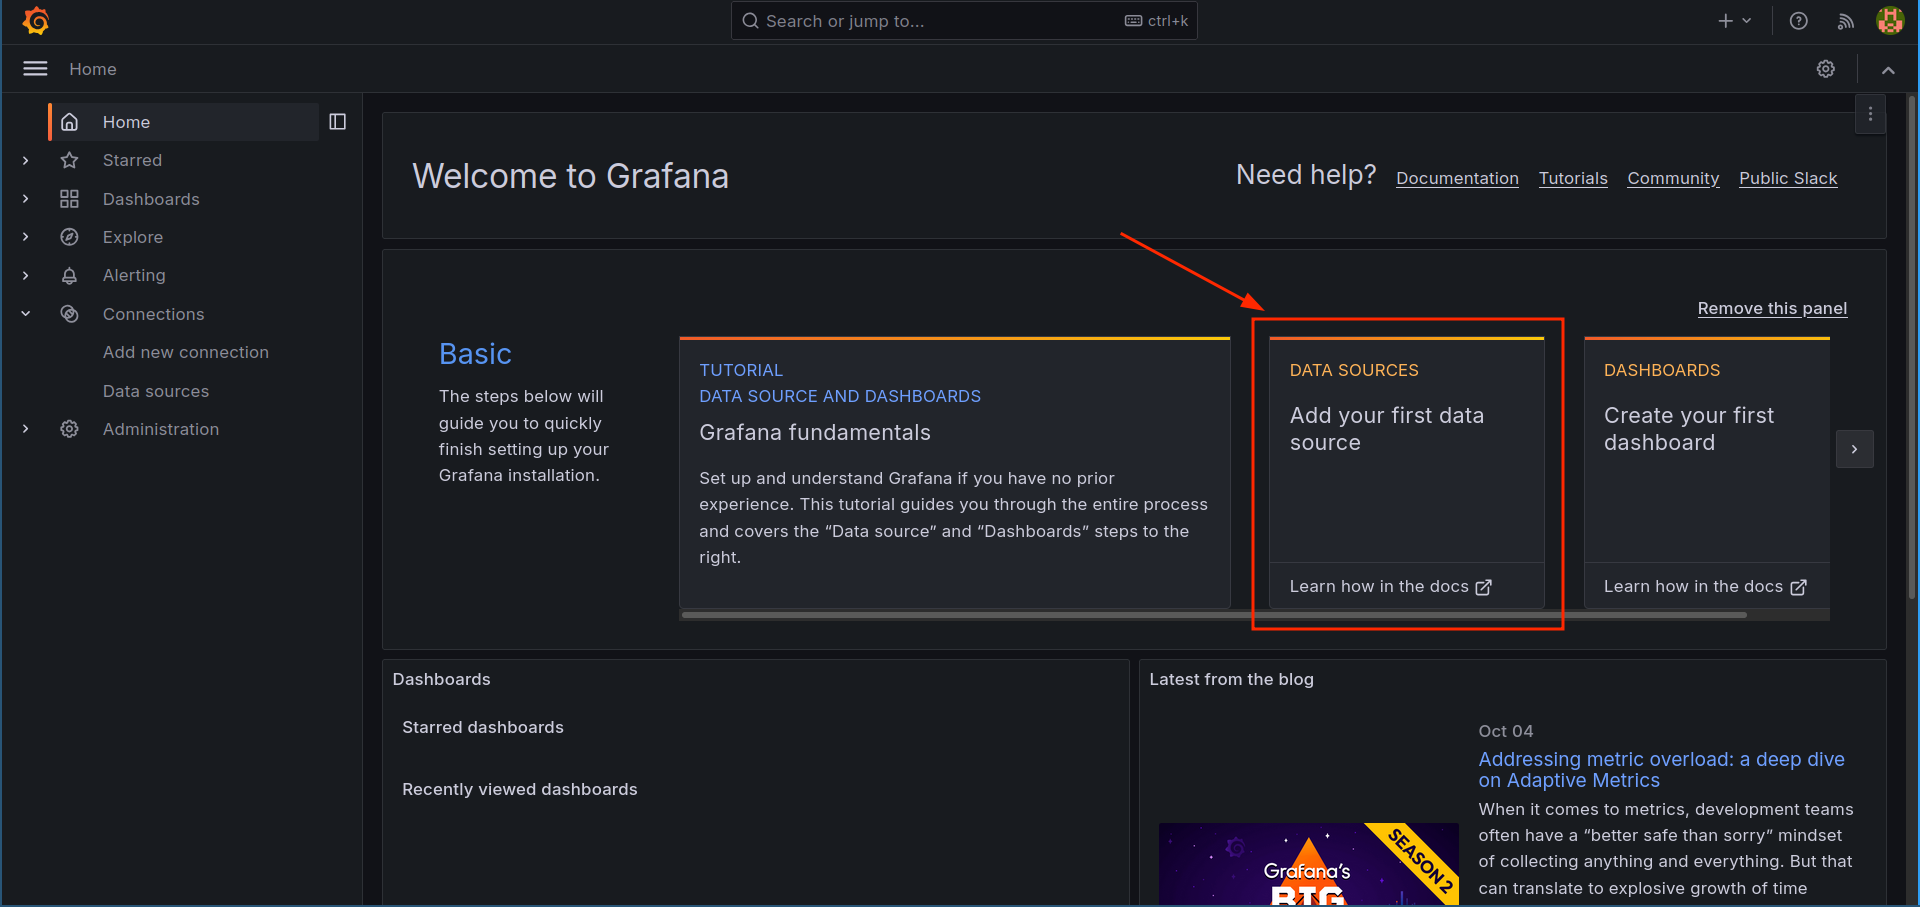 Search or jump to...
ctrl+k
Home
Home
Starred
Dashboards
Explore
Alerting
Connections
Add new connection
Data sources
Administration
Welcome to Grafana
Need help?
Documentation
Tutorials
Community
Public Slack
Remove this panel
Basic
The steps below will
guide you to quickly
finish setting up your
Grafana installation.
TUTORIAL
DATA SOURCE AND DASHBOARDS
Grafana fundamentals
Set up and understand Grafana if you have no prior
experience. This tutorial guides you through the entire process
and covers the “Data source” and “Dashboards” steps to the
right.
DATA SOURCES
Add your first data
source
Learn how in the docs
DASHBOARDS
Create your first
dashboard
Learn how in the docs
Dashboards
Starred dashboards
Recently viewed dashboards
Latest from the blog
Grafana's
BIG
SEASON 2
Oct 04
Addressing metric overload: a deep dive
on Adaptive Metrics
When it comes to metrics, development teams
often have a “better safe than sorry” mindset
of collecting anything and everything. But that
can translate to explosive growth of time